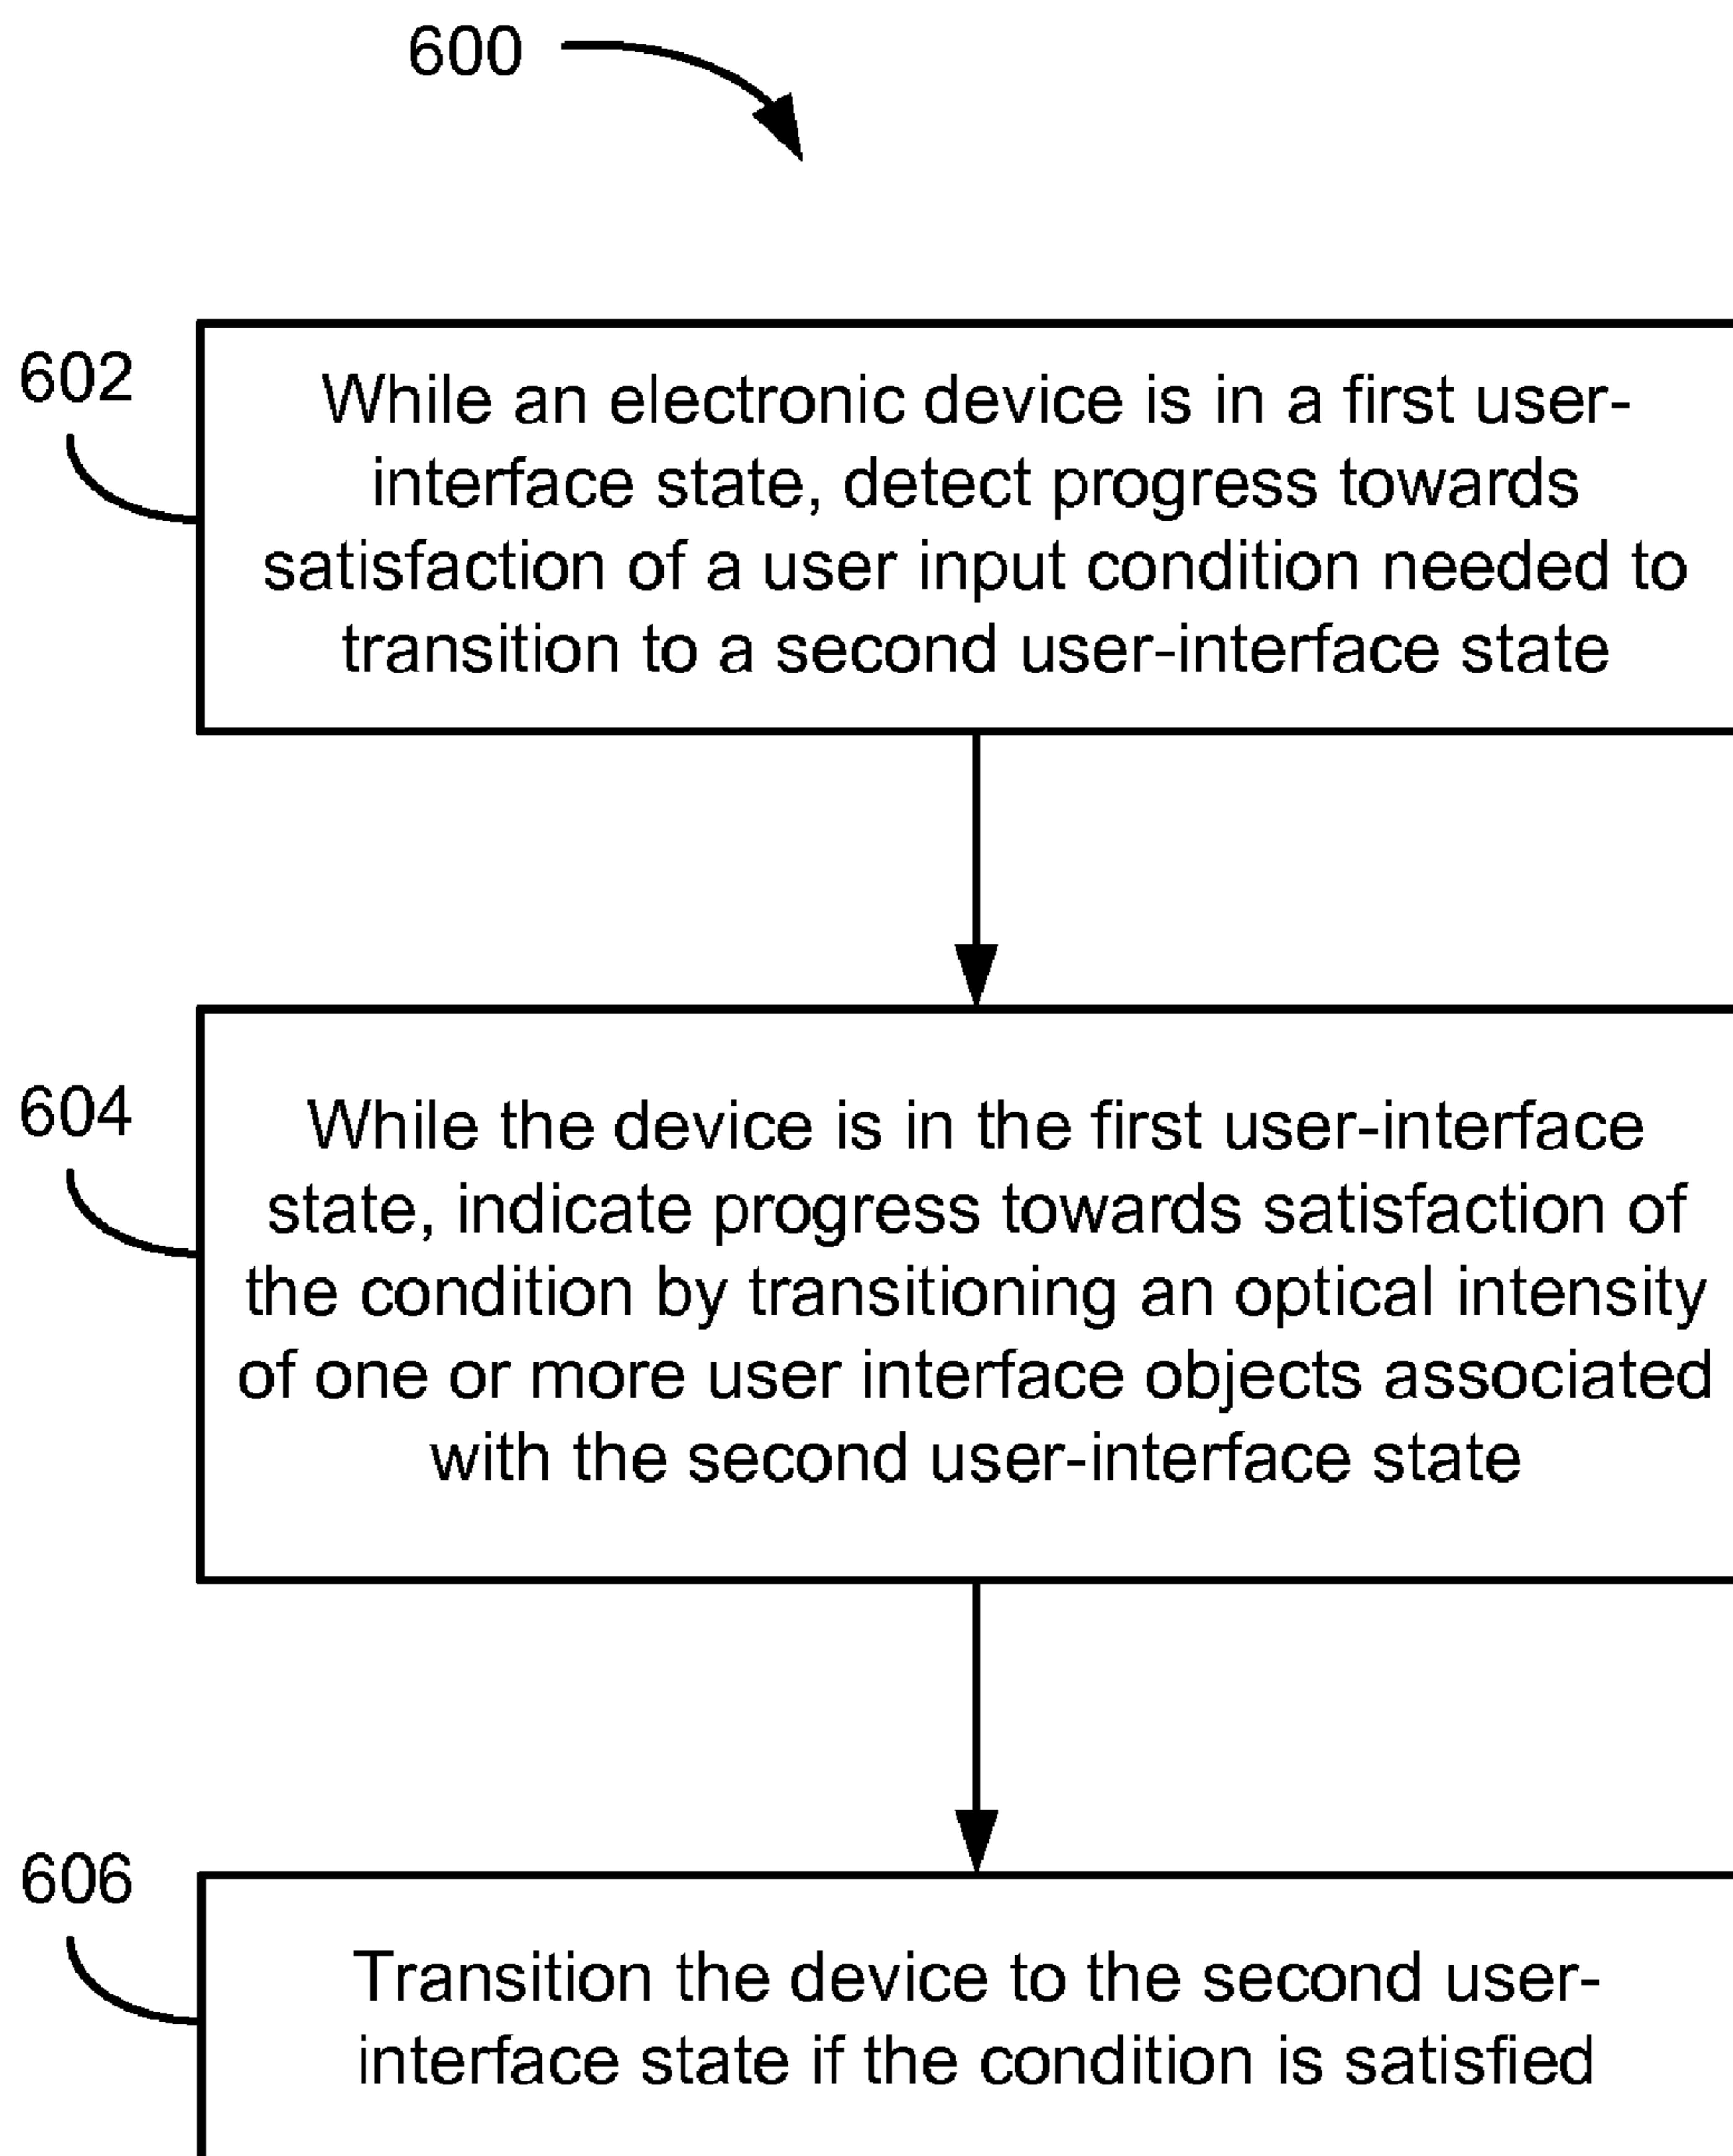 600
602
While an electronic device is in a first user-
interface state, detect progress towards
satisfaction of a user input condition needed to
transition to a second user-interface state
604
While the device is in the first user-interface
state, indicate progress towards satisfaction of
the condition by transitioning an optical intensity
of one or more user interface objects associated
with the second user-interface state
606
Transition the device to the second user-
interface state if the condition is satisfied